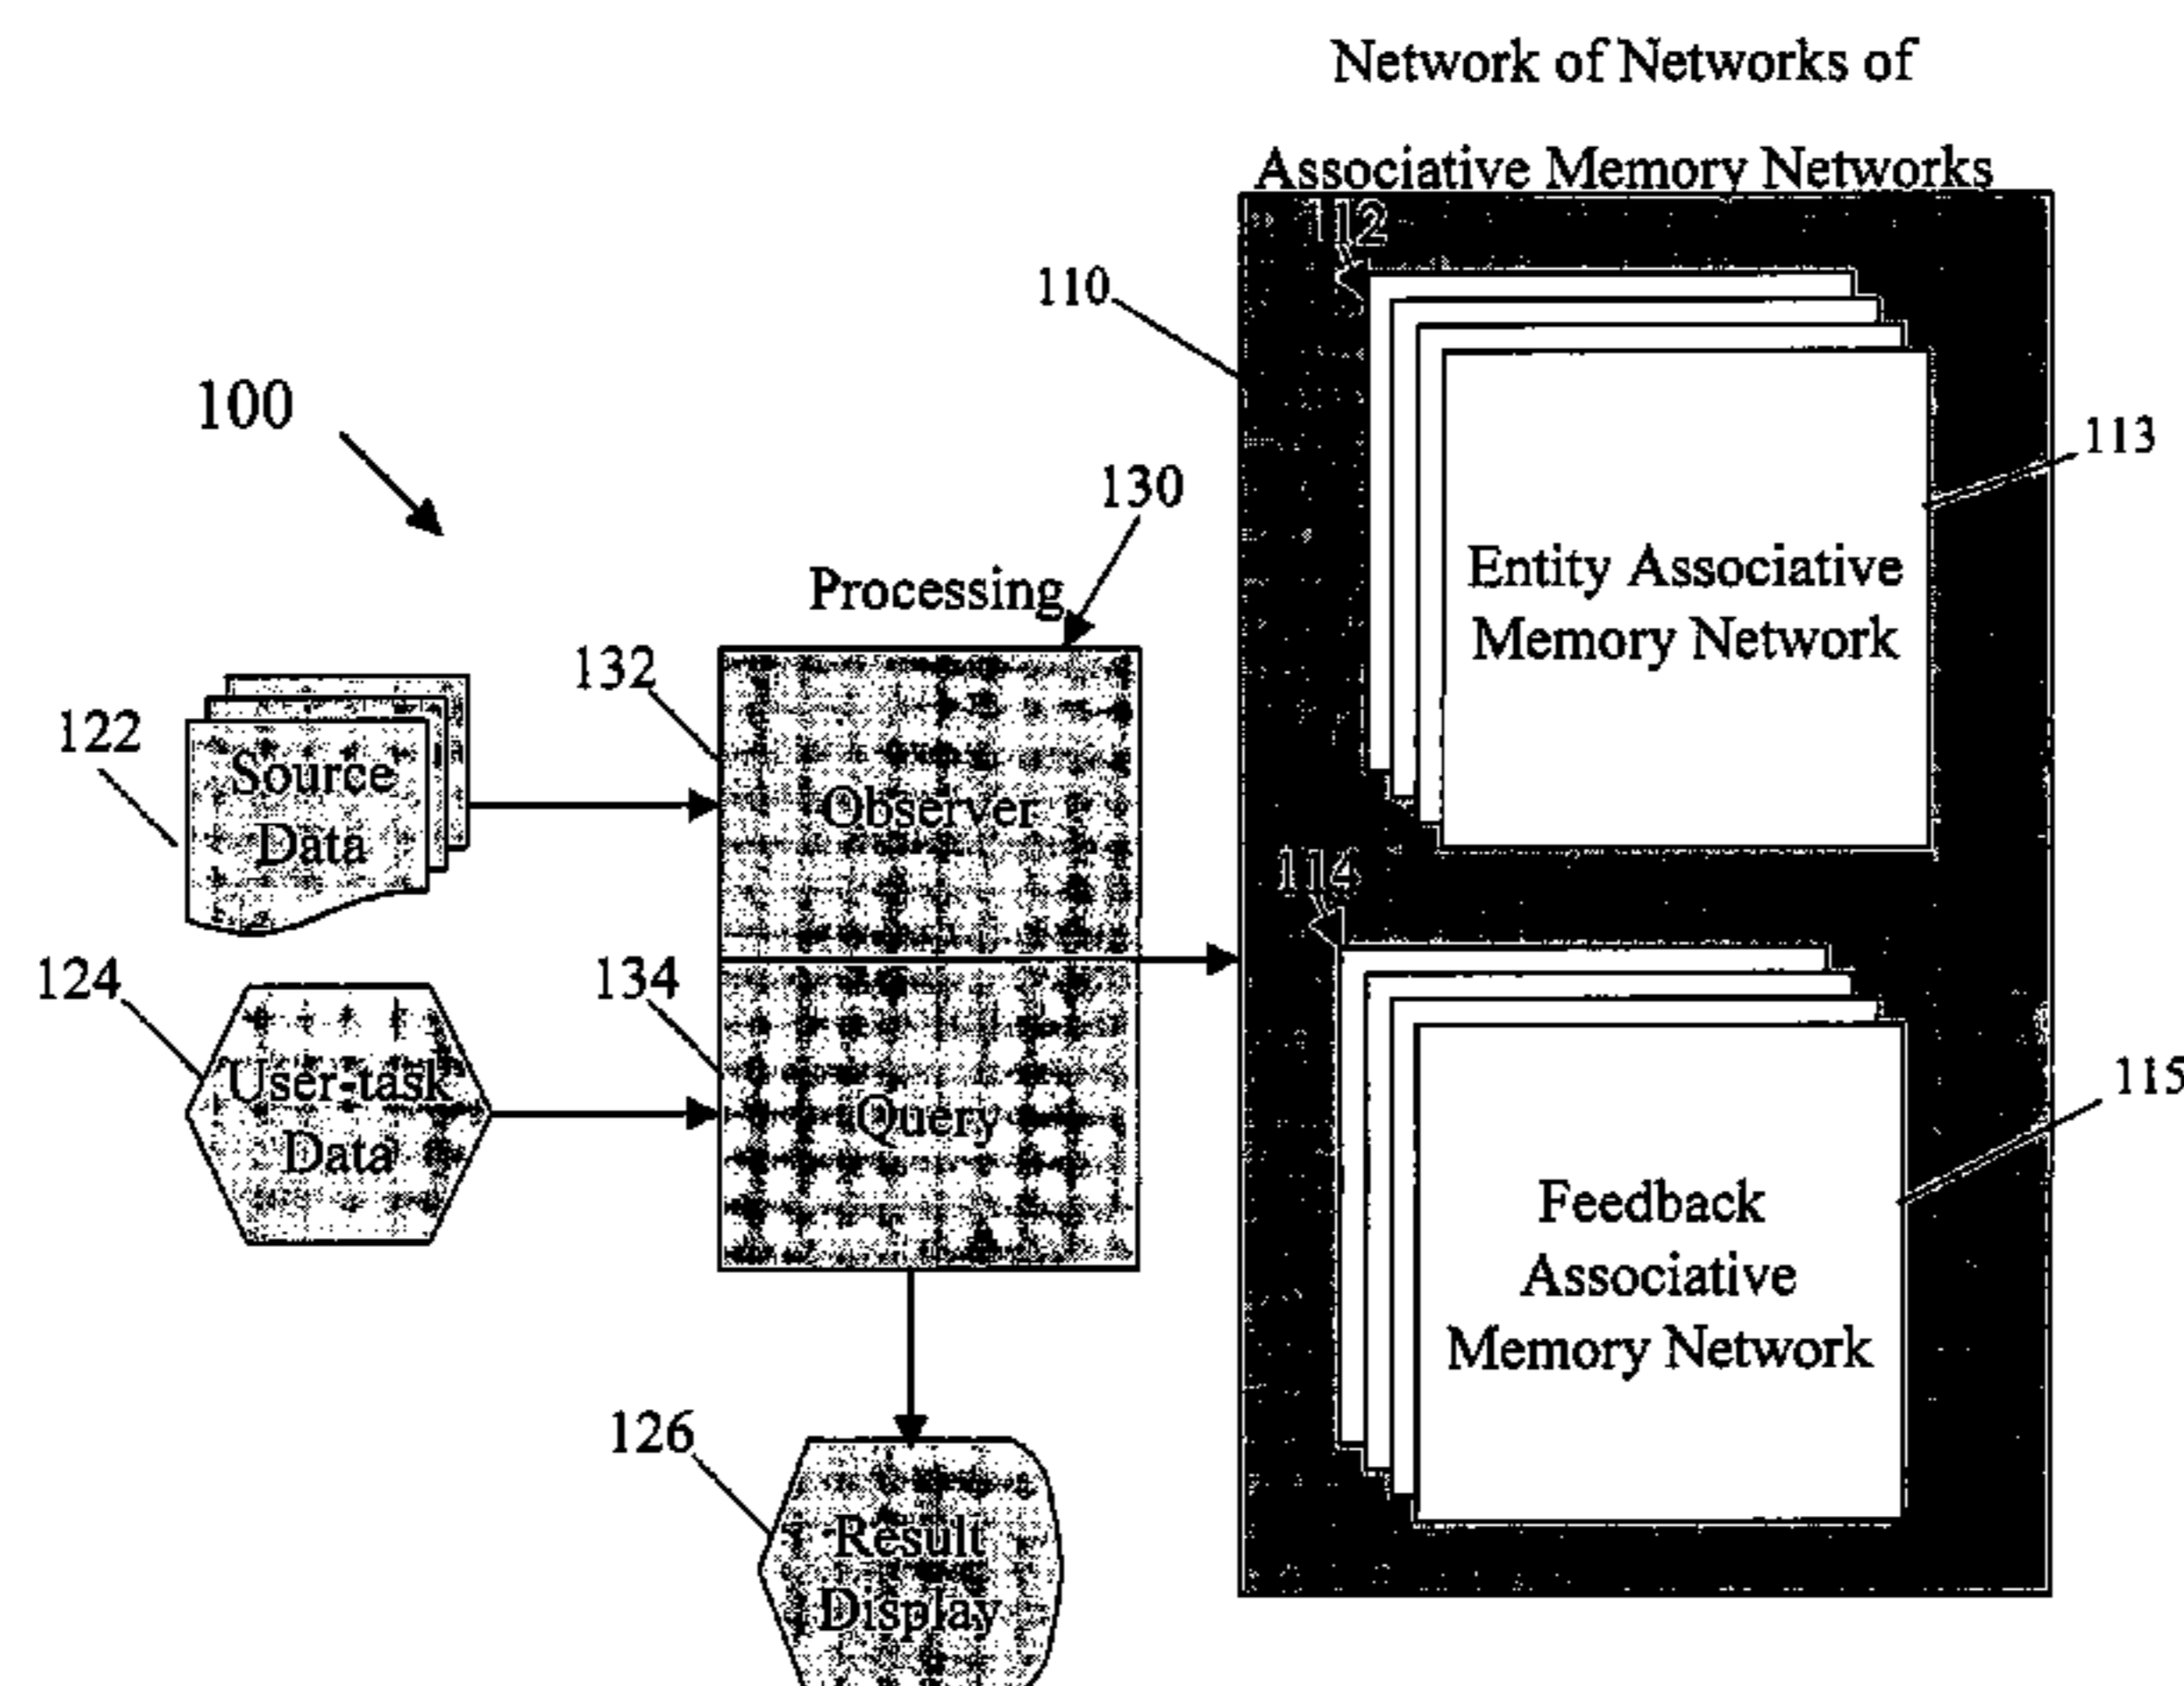 Network of Networks of
Associative Memory Networks
112
110
100
113
130
Entity Associative
Memory Network
Processing
132
122
Source
Data
Observer
114
124
134
User-task
Data
Query
115
Feedback
Associative
Memory Network
126
Result
Display